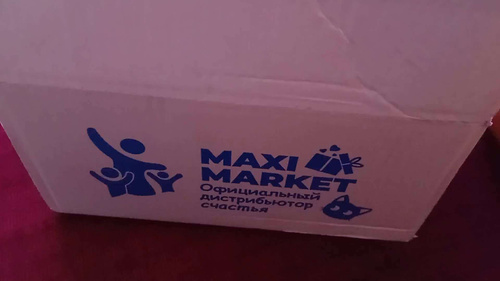 MAXI
MARKET
Официальный
дистрибьютор
счастья